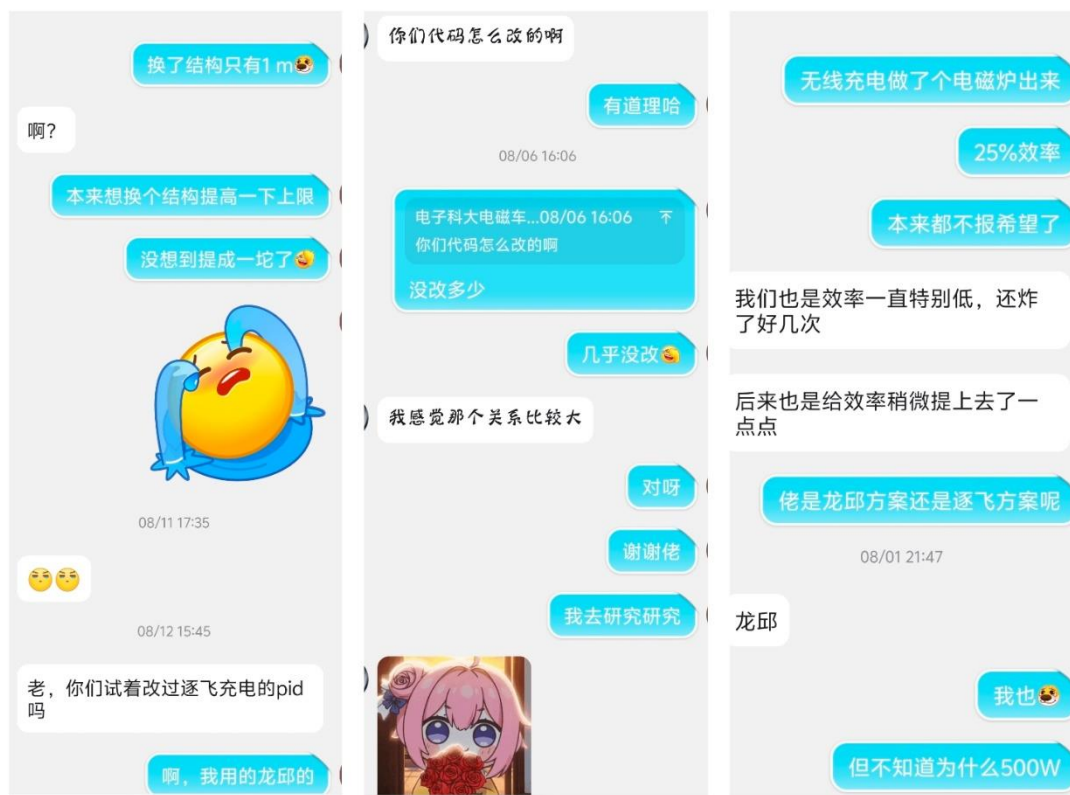 换了结构只有1 m
啊?
本来想换个结构提高一下上限
没想到提成一坨了
08/11 17:35
08/12 15:45
老，你们试着改过逐飞充电的pid
吗
啊，我用的龙邱的
你们代码怎么改的啊
有道理哈
08/06 16:06
电子科大电磁车...08/06 16:06
你们代码怎么改的啊
没改多少
几乎没改
我感觉那个关系比较大
对呀
谢谢佬
我去研究研究
无线充电做了个电磁炉出来
25%效率
本来都不报希望了
我们也是效率一直特别低，还炸
了好几次
后来也是给效率稍微提上去了一
点点
佬是龙邱方案还是逐飞方案呢
08/01 21:47
龙邱
我也
但不知道为什么500W